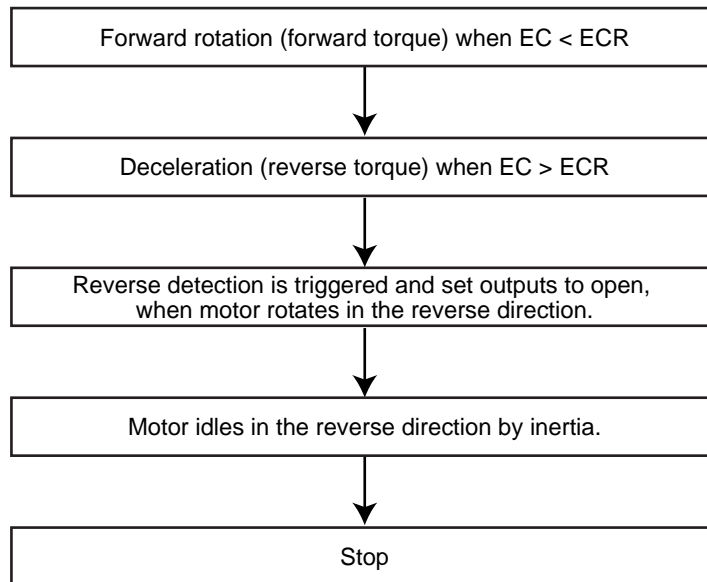 Forward rotation (forward torque) when EC < ECR
Deceleration (reverse torque) when EC > ECR
Reverse detection is triggered and set outputs to open,
when motor rotates in the reverse direction.
Motor idles in the reverse direction by inertia.
Stop